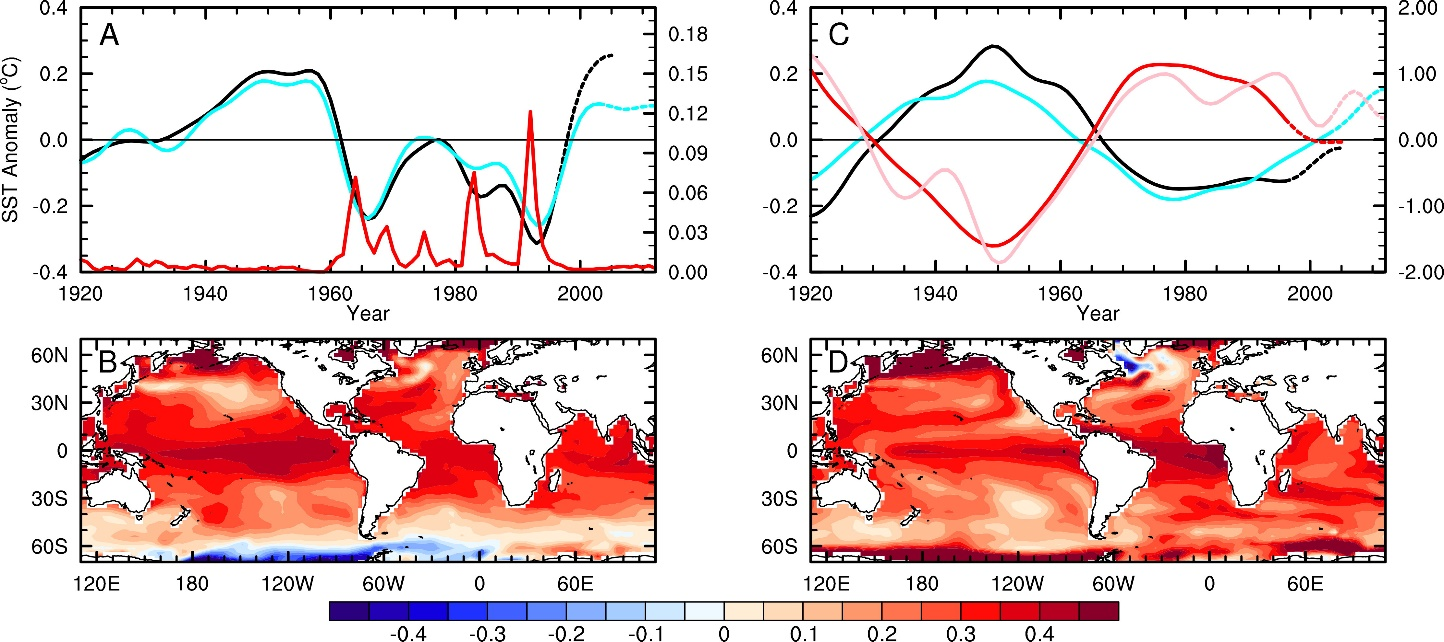 A
0.4
0.2
0.0
-0.2
-0.4
SST Anomaly (°C)
0.18
0.15
0.12
0.09
0.06
0.03
0.00
1920 1940 1960 1980 2000
Year
C
0.4
0.2
0.0
-0.2
-0.4
2.00
1.00
0.00
-1.00
-2.00
1920 1940 1960 1980 2000
Year
B
60N
30N
0
30S
60S
120E 180 120W 60W 0 60E
D
60N
30N
0
30S
60S
120E 180 120W 60W 0 60E
-0.4 -0.3 -0.2 -0.1 0 0.1 0.2 0.3 0.4